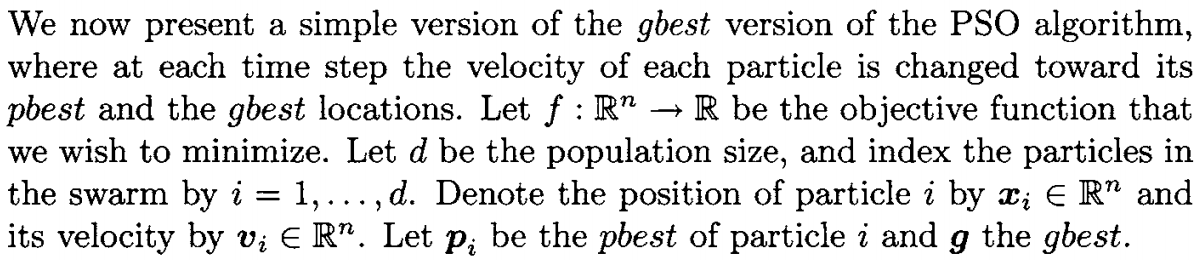 We now present a simple version of the gbest version of the PSO algorithm,
where at each time step the velocity of each particle is changed toward its
pbest and the gbest locations. Let f : ℝⁿ → ℝ be the objective function that
we wish to minimize. Let d be the population size, and index the particles in
the swarm by i = 1, . . . , d. Denote the position of particle i by xᵢ ∈ ℝⁿ and
its velocity by vᵢ ∈ ℝⁿ. Let pᵢ be the pbest of particle i and g the gbest.